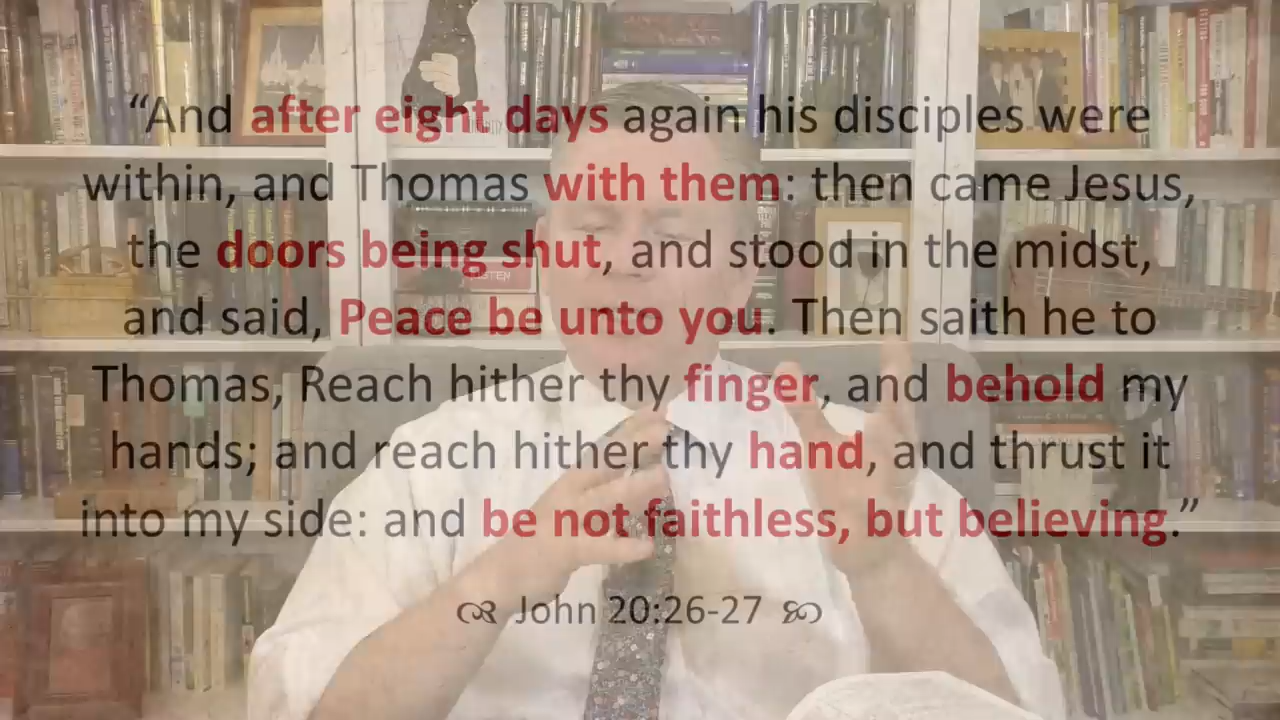 “And after eight days again his disciples were
within, and Thomas with them: then came Jesus,
the doors being shut, and stood in the midst,
and said, Peace be unto you. Then saith he to
Thomas, Reach hither thy finger, and behold my
hands; and reach hither thy hand, and thrust it
into my side: and be not faithless, but believing.”
John 20:26-27